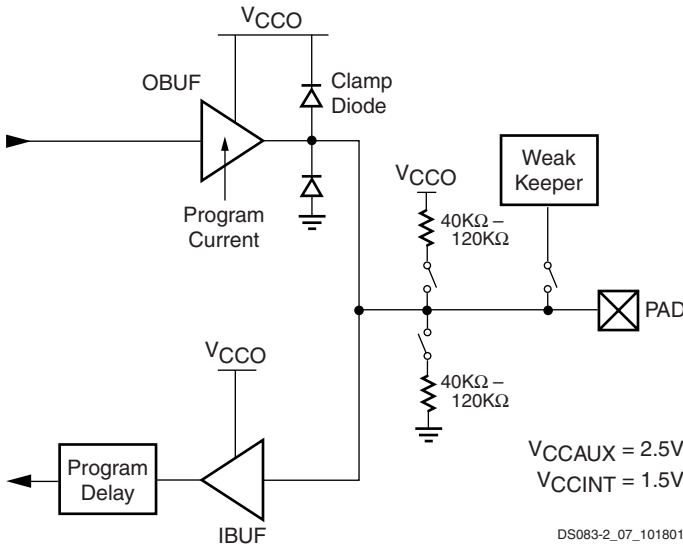 VCCO
OBUF
Clamp
Diode
Program
Current
VCCO
40KΩ –
120KΩ
Weak
Keeper
PAD
40KΩ –
120KΩ
VCCO
Program
Delay
IBUF
VCCAUX = 2.5V
VCCINT = 1.5V
DS083-2_07_101801